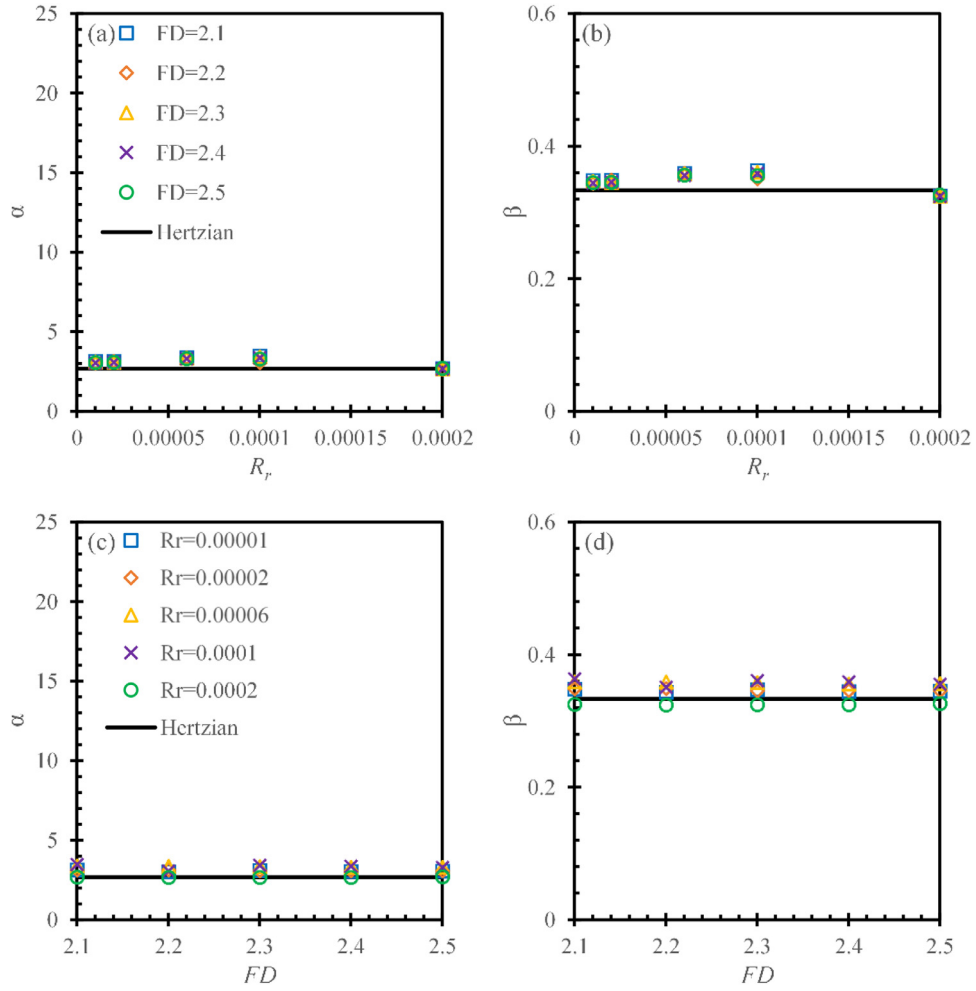 (a)
FD=2.1
FD=2.2
FD=2.3
FD=2.4
FD=2.5
Hertzian
25
20
15
10
5
0
α
0 0.00005 0.0001 0.00015 0.0002
R_r
(b)
0.6
0.4
0.2
0
β
0 0.00005 0.0001 0.00015 0.0002
R_r
(c)
Rr=0.00001
Rr=0.00002
Rr=0.00006
Rr=0.0001
Rr=0.0002
Hertzian
25
20
15
10
5
0
α
2.1 2.2 2.3 2.4 2.5
FD
(d)
0.6
0.4
0.2
0
β
2.1 2.2 2.3 2.4 2.5
FD